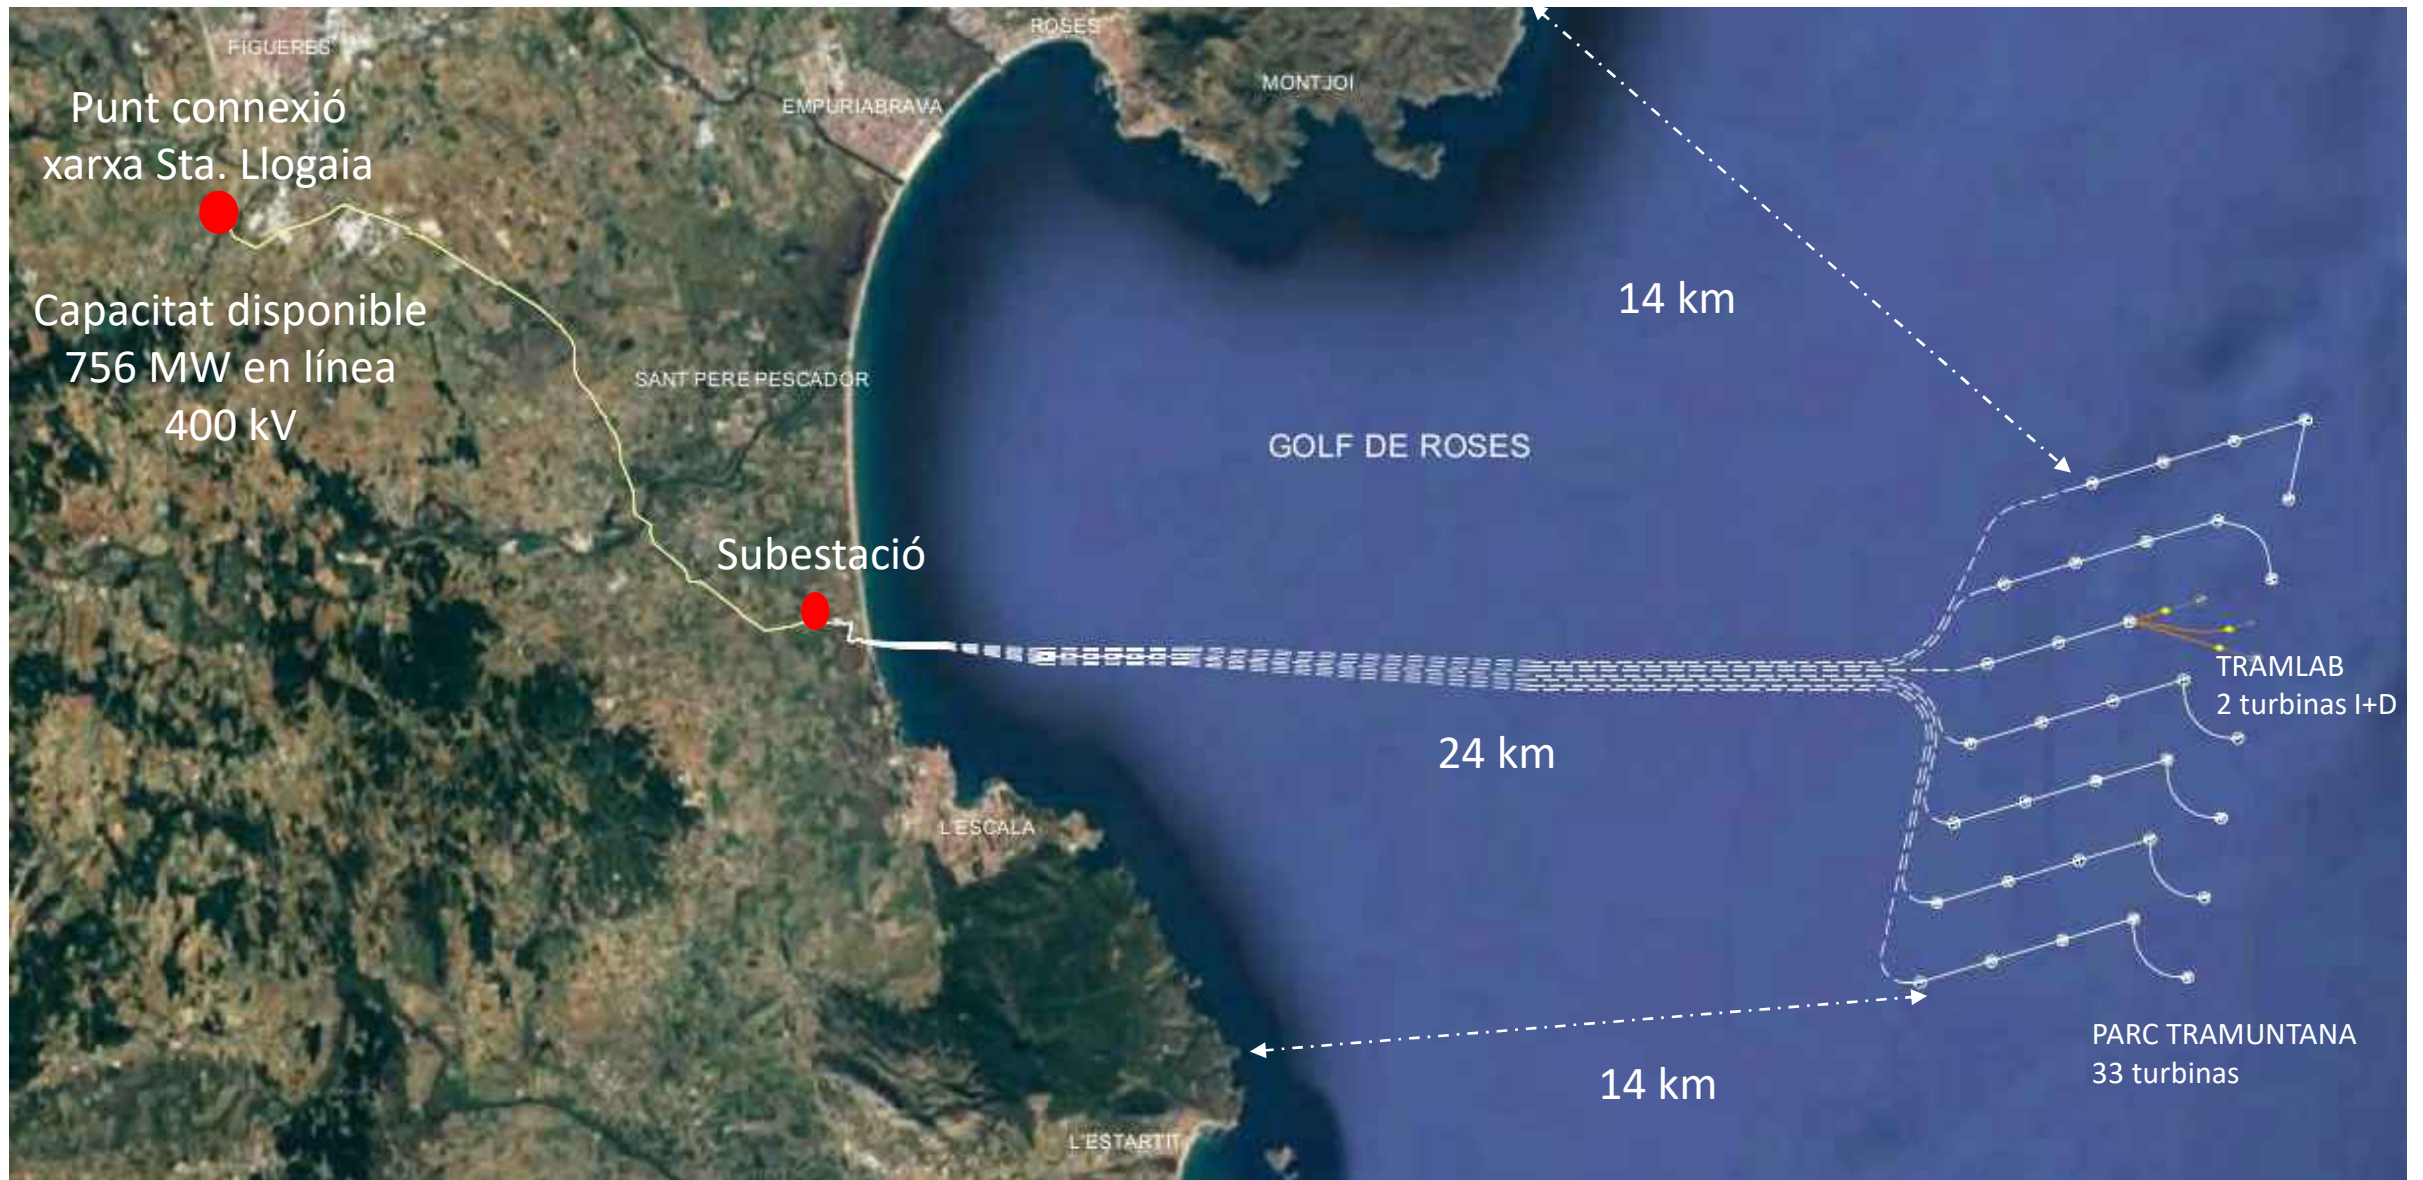 FIGUERES
ROSES
MONTJOI
EMPURIABRAVA
Punt connexió
xarxa Sta. Llogaia
Capacitat disponible
756 MW en línea
400 kV
14 km
SANT PERE PESCADOR
GOLF DE ROSES
Subestació
TRAMLAB
2 turbinas I+D
24 km
L'ESCALA
PARC TRAMUNTANA
33 turbinas
14 km
L'ESTARTIT